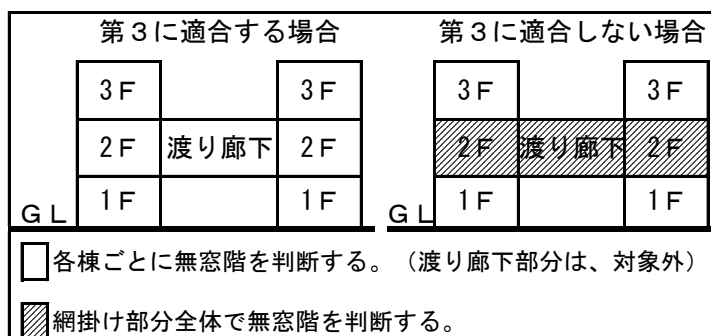 第３に適合する場合 第３に適合しない場合
３Ｆ ３Ｆ ３Ｆ ３Ｆ
２Ｆ 渡り廊下 ２Ｆ ２Ｆ 渡り廊下 ２Ｆ
ＧＬ １Ｆ １Ｆ ＧＬ １Ｆ １Ｆ
各棟ごとに無窓階を判断する。（渡り廊下部分は、対象外）
網掛け部分全体で無窓階を判断する。